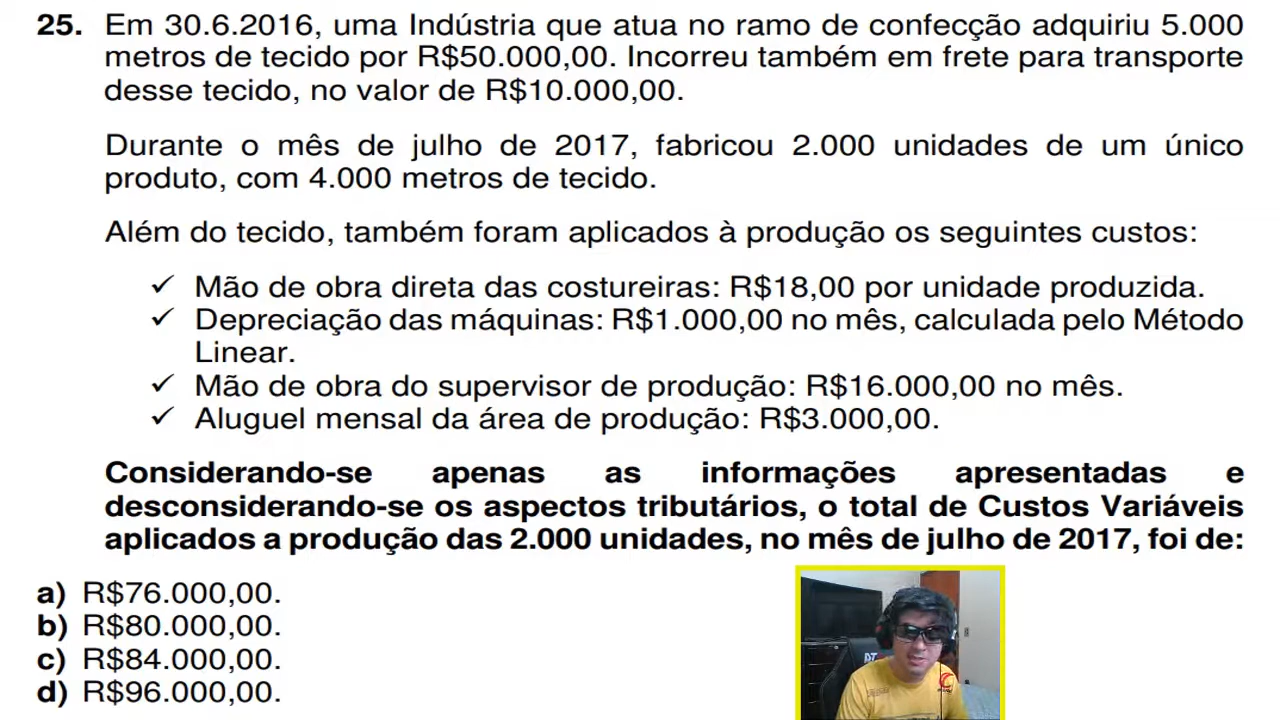 25. Em 30.6.2016, uma Indústria que atua no ramo de confecção adquiriu 5.000
metros de tecido por R$50.000,00. Incorreu também em frete para transporte
desse tecido, no valor de R$10.000,00.
Durante o mês de julho de 2017, fabricou 2.000 unidades de um único
produto, com 4.000 metros de tecido.
Além do tecido, também foram aplicados à produção os seguintes custos:
✓ Mão de obra direta das costureiras: R$18,00 por unidade produzida.
✓ Depreciação das máquinas: R$1.000,00 no mês, calculada pelo Método
Linear.
✓ Mão de obra do supervisor de produção: R$16.000,00 no mês.
✓ Aluguel mensal da área de produção: R$3.000,00.
Considerando-se apenas as informações apresentadas e
desconsiderando-se os aspectos tributários, o total de Custos Variáveis
aplicados a produção das 2.000 unidades, no mês de julho de 2017, foi de:
a) R$76.000,00.
b) R$80.000,00.
c) R$84.000,00.
d) R$96.000,00.